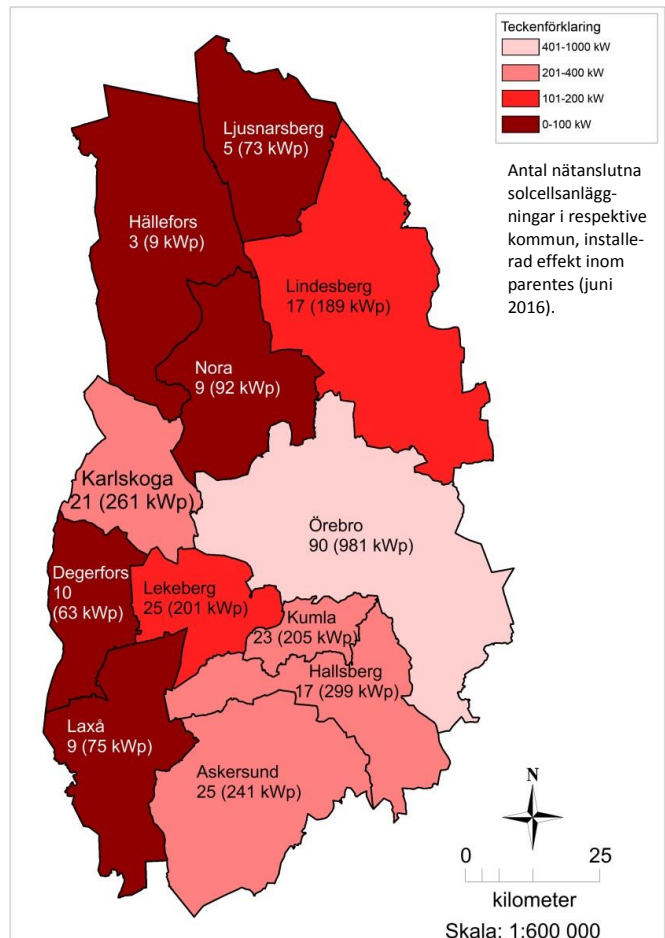 Teckenförklaring
401-1000 kW
201-400 kW
101-200 kW
0-100 kW
Antal nätanslutna
solcellsanlägg-
ningar i respektive
kommun, installe-
rad effekt inom
parentes (juni
2016).
Ljusnarsberg
5 (73 kWp)
Hällefors
3 (9 kWp)
Lindesberg
17 (189 kWp)
Nora
9 (92 kWp)
Karlskoga
21 (261 kWp)
Örebro
90 (981 kWp)
Degerfors
10
(63 kWp)
Lekeberg
25 (201 kWp)
Kumla
23 (205 kWp)
Hallsberg
17 (299 kWp)
Laxå
9 (75 kWp)
Askersund
25 (241 kWp)
N
0 25
kilometer
Skala: 1:600 000